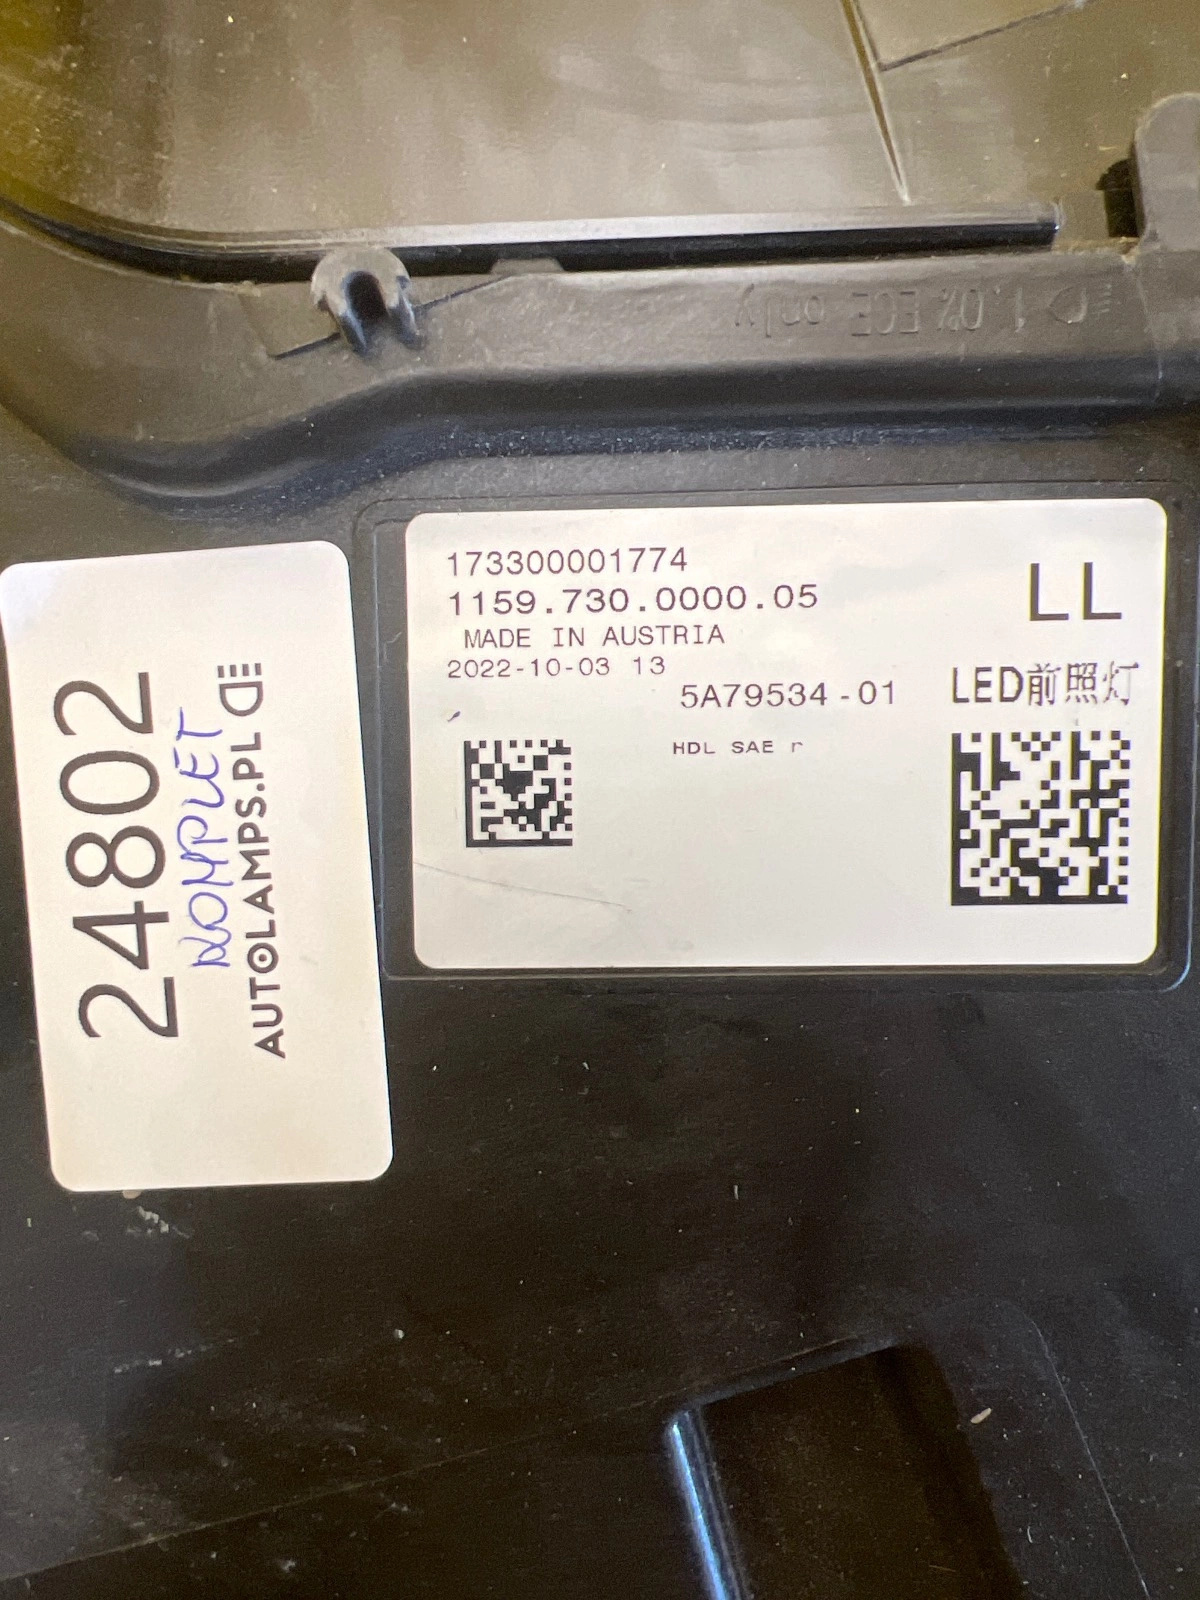 1.0% ECE only
173300001774
1159.730.0000.05
MADE IN AUSTRIA
2022-10-03 13
5A79534-01
HDL SAE r
LL
LED前照灯
24802
KOMPLET
AUTOLAMPS.PL